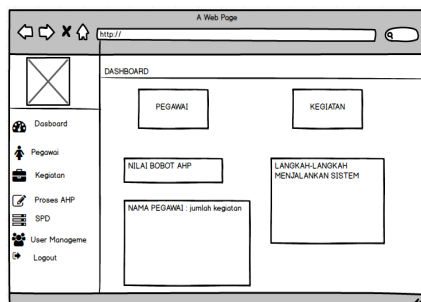 A Web Page
http://
DASHBOARD
Dasboard
Pegawai
Kegiatan
Proses AHP
SPD
User Manageme
Logout
PEGAWAI
KEGIATAN
NILAI BOBOT AHP
LANGKAH-LANGKAH
MENJALANKAN SISTEM
NAMA PEGAWAI : jumlah kegiatan